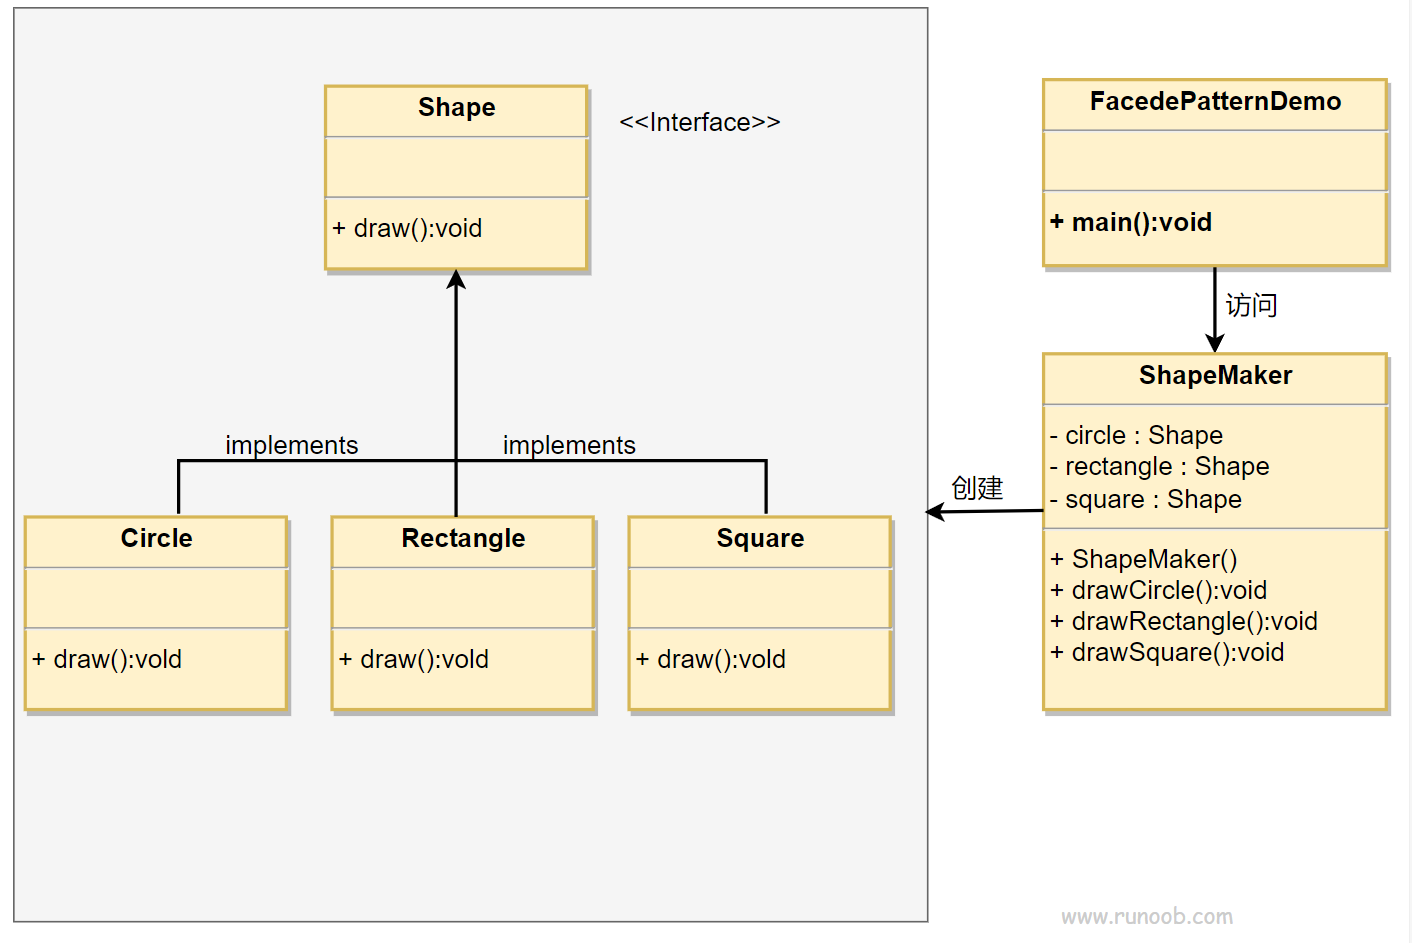 Shape
<<Interface>>
+ draw():void
implements
implements
Circle
+ draw():vold
Rectangle
+ draw():vold
Square
+ draw():vold
FacedePatternDemo
+ main():void
访问
ShapeMaker
- circle : Shape
- rectangle : Shape
- square : Shape
创建
+ ShapeMaker()
+ drawCircle():void
+ drawRectangle():void
+ drawSquare():void
www.runoob.com